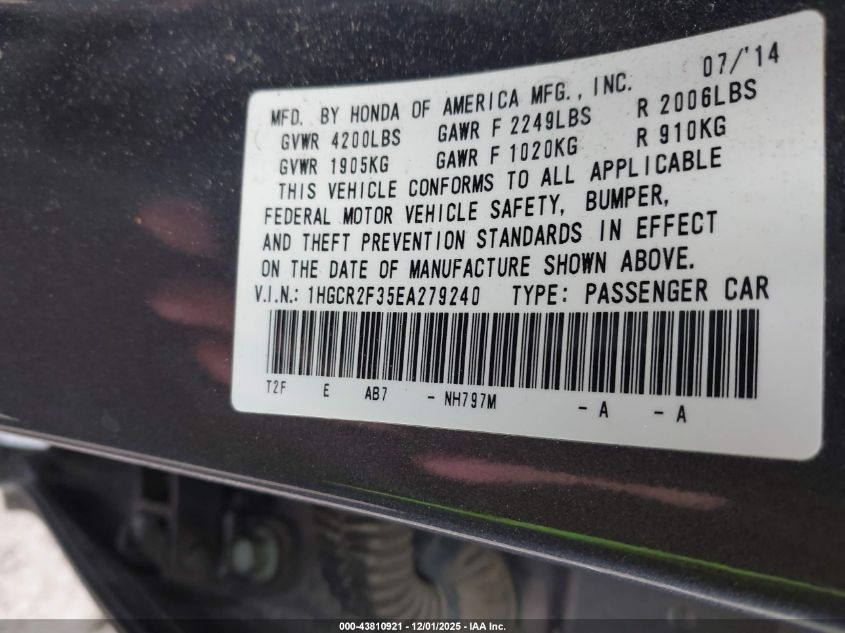 07/'14
MFD. BY HONDA OF AMERICA MFG., INC.
GVWR 4200LBS GAWR F 2249LBS R 2006LBS
GVWR 1905KG GAWR F 1020KG R 910KG
THIS VEHICLE CONFORMS TO ALL APPLICABLE
FEDERAL MOTOR VEHICLE SAFETY, BUMPER,
AND THEFT PREVENTION STANDARDS IN EFFECT
ON THE DATE OF MANUFACTURE SHOWN ABOVE.
V.I.N.: 1HGCR2F35EA279240 TYPE: PASSENGER CAR
T2F E AB7 - NH797M - A - A
000-43810921 - 12/01/2025 - IAA Inc.